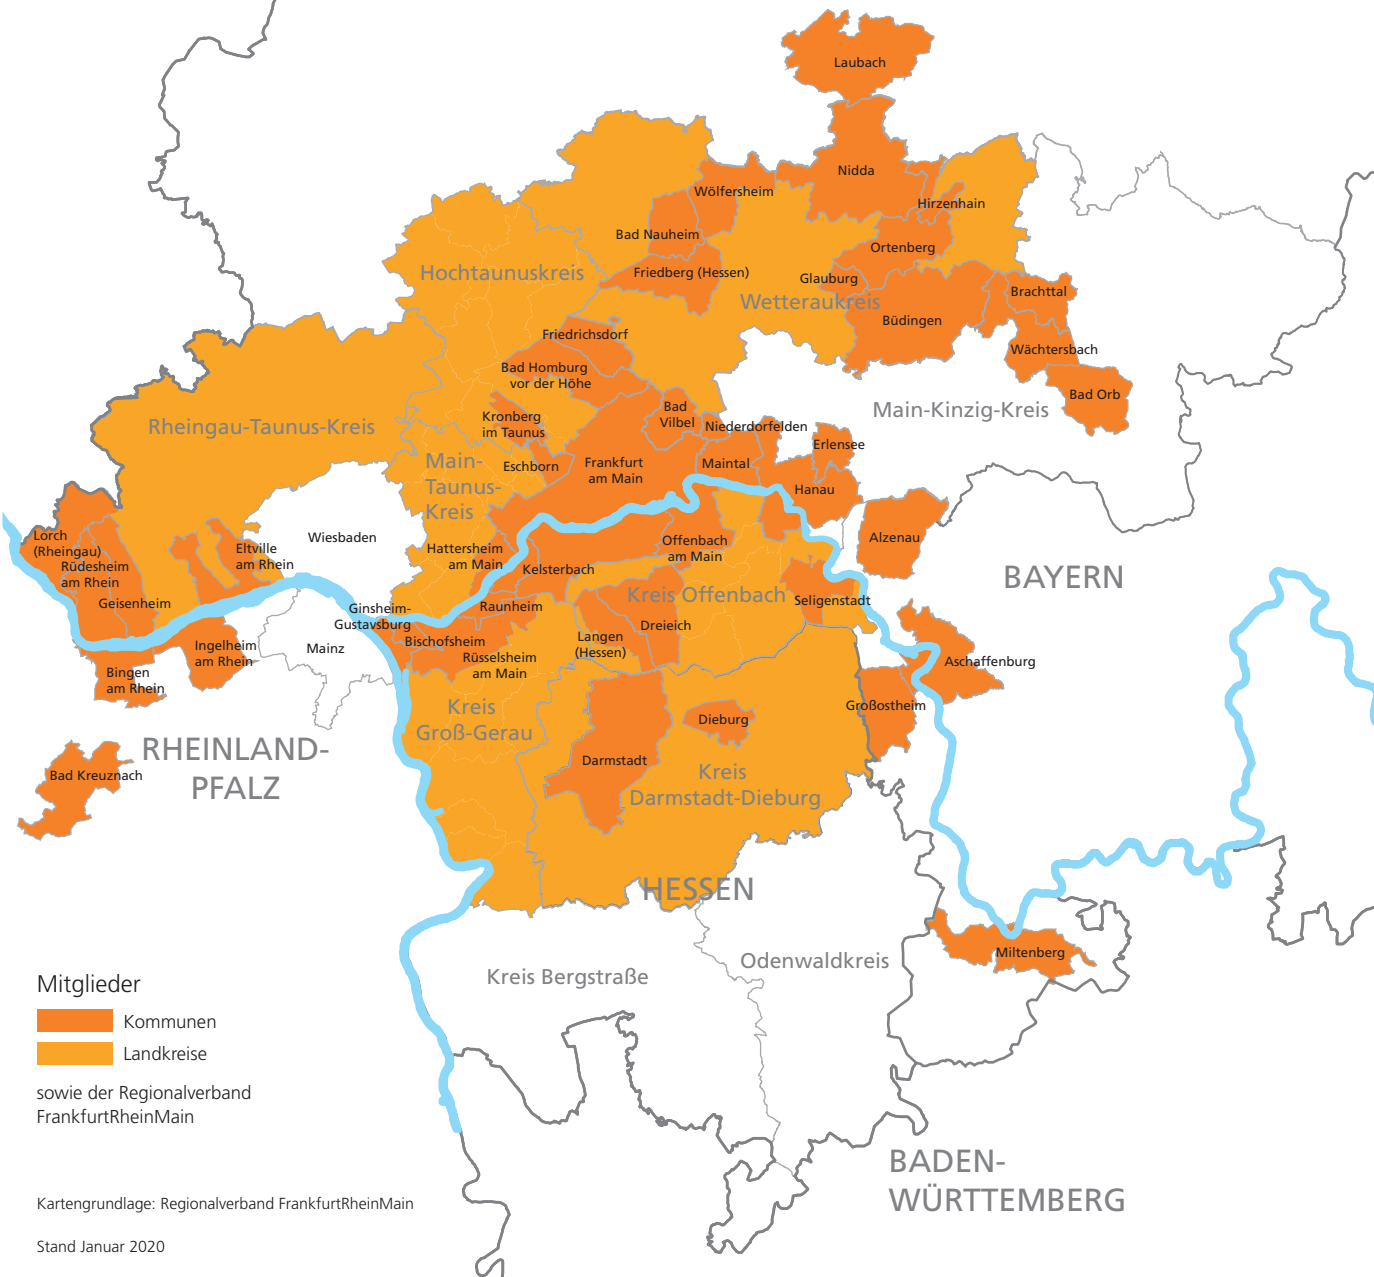 Laubach
Nidda
Wölfersheim
Hirzenhain
Bad Nauheim
Ortenberg
Hochtaunuskreis
Friedberg (Hessen)
Glauburg
Wetteraukreis
Brachttal
Büdingen
Friedrichsdorf
Wächtersbach
Bad Homburg
vor der Höhe
Bad Orb
Main-Kinzig-Kreis
Rheingau-Taunus-Kreis
Kronberg
im Taunus
Bad
Vilbel
Niederdorfelden
Erlensee
Main-
Taunus-
Kreis
Eschborn
Frankfurt
am Main
Maintal
Hanau
Wiesbaden
Alzenau
Lorch
(Rheingau)
Rüdesheim
am Rhein
Geisenheim
Eltville
am Rhein
Hattersheim
am Main
Offenbach
am Main
Kelsterbach
BAYERN
Kreis Offenbach
Seligenstadt
Ginsheim-
Gustavsburg
Raunheim
Dreieich
Langen
(Hessen)
Bischofsheim
Rüsselsheim
am Main
Mainz
Ingelheim
am Rhein
Bingen
am Rhein
Aschaffenburg
Großostheim
Kreis
Groß-Gerau
Dieburg
RHEINLAND-
PFALZ
Bad Kreuznach
Darmstadt
Kreis
Darmstadt-Dieburg
HESSEN
Miltenberg
Odenwaldkreis
Kreis Bergstraße
Mitglieder
Kommunen
Landkreise
sowie der Regionalverband
FrankfurtRheinMain
BADEN-
WÜRTTEMBERG
Kartengrundlage: Regionalverband FrankfurtRheinMain
Stand Januar 2020